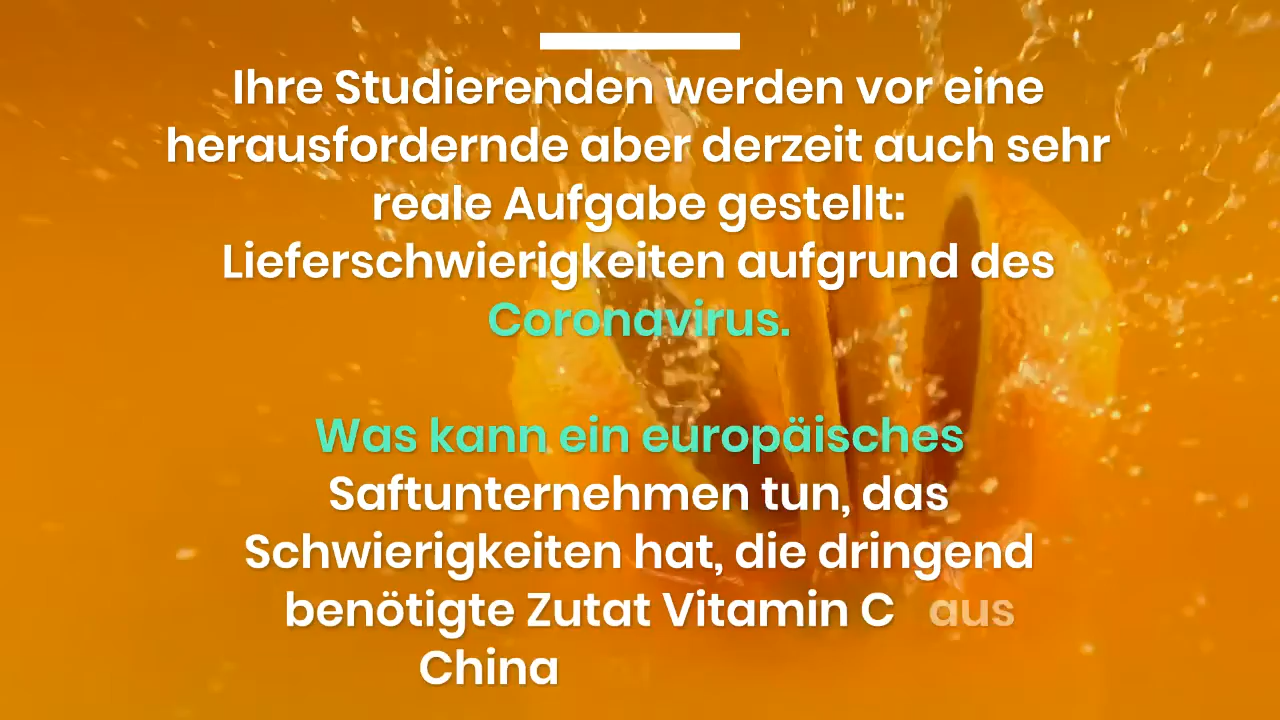 Ihre Studierenden werden vor eine
herausfordernde aber derzeit auch sehr
reale Aufgabe gestellt:
Lieferschwierigkeiten aufgrund des
Coronavirus.
Was kann ein europäisches
Saftunternehmen tun, das
Schwierigkeiten hat, die dringend
benötigte Zutat Vitamin C aus
China